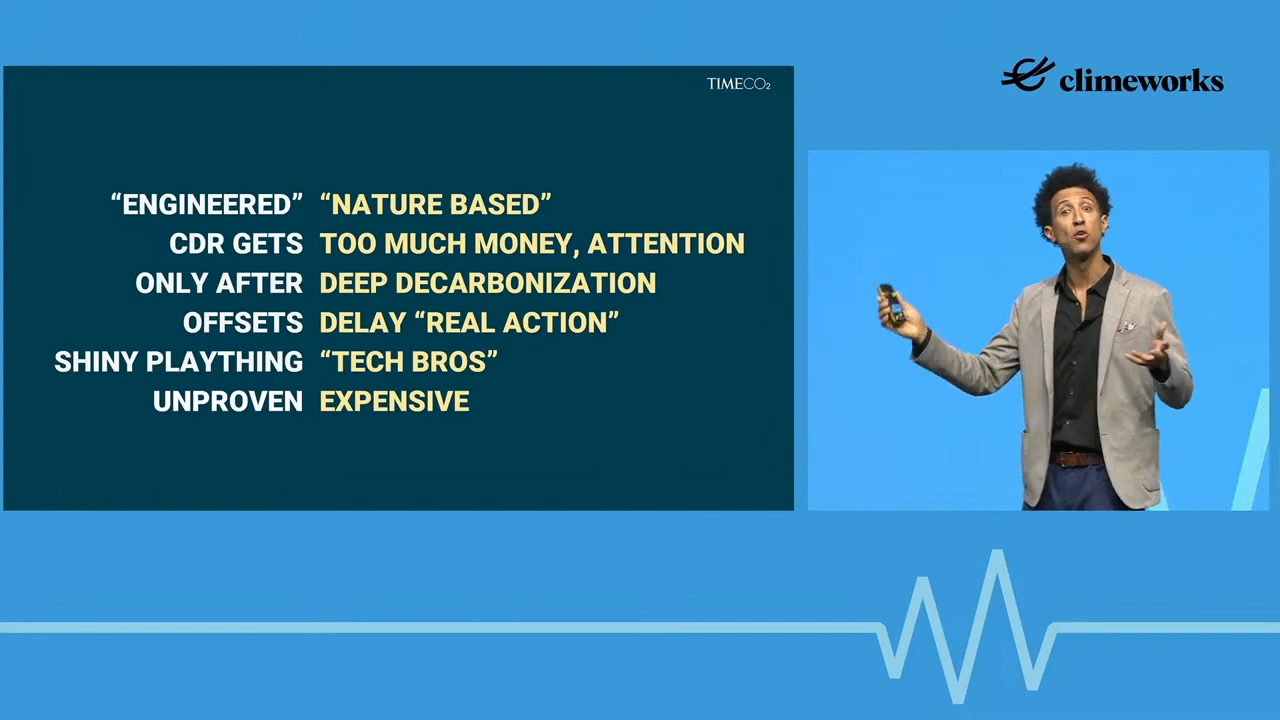 TIMECO₂
climeworks
“ENGINEERED” “NATURE BASED”
CDR GETS TOO MUCH MONEY, ATTENTION
ONLY AFTER DEEP DECARBONIZATION
OFFSETS DELAY “REAL ACTION”
SHINY PLAYTHING “TECH BROS”
UNPROVEN EXPENSIVE